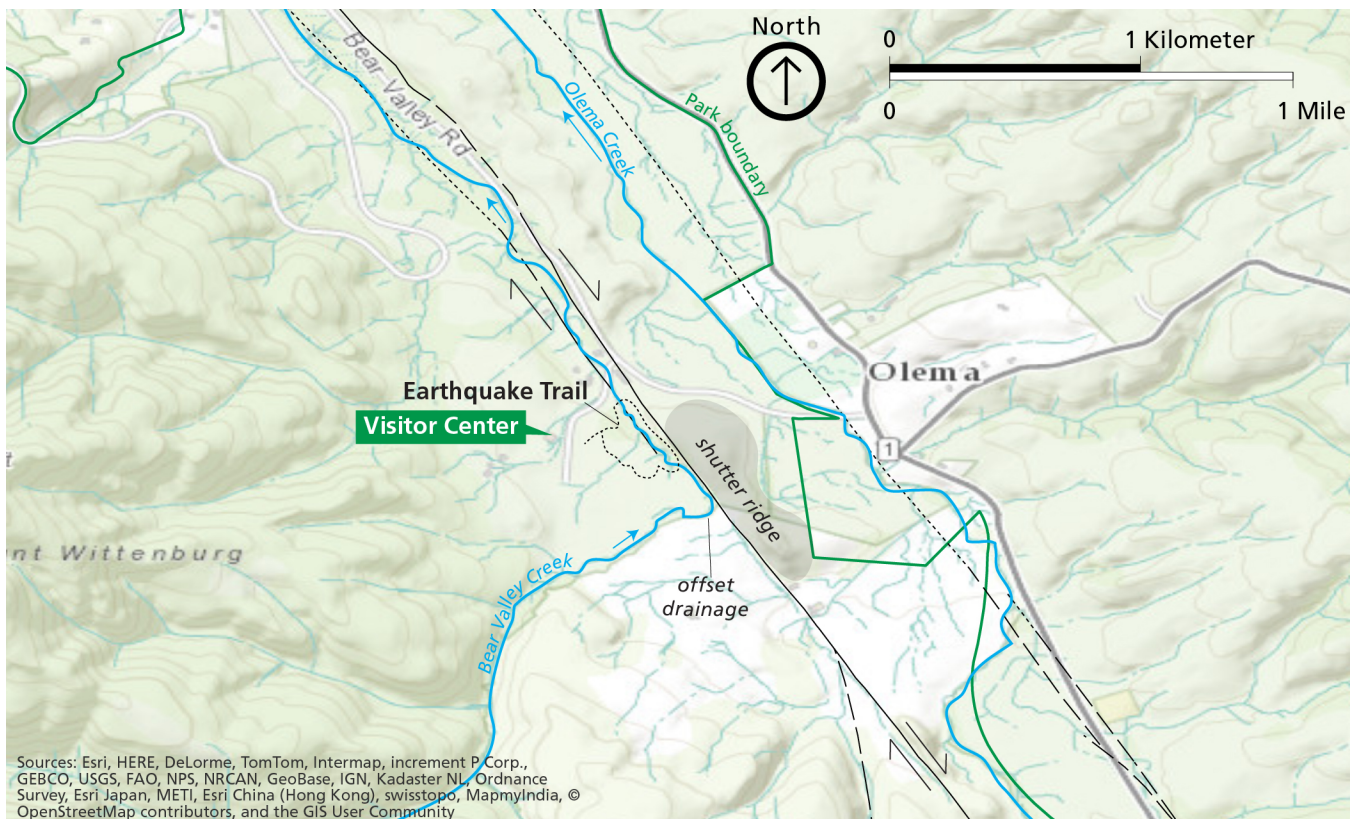 North
0
1 Kilometer
0
1 Mile
Bear Valley Rd
Olema Creek
Park boundary
Olema
1
Earthquake Trail
Visitor Center
shutter ridge
nt Wittenburg
Bear Valley Creek
offset
drainage
Sources: Esri, HERE, DeLorme, TomTom, Intermap, increment P Corp.,
GEBCO, USGS, FAO, NPS, NRCAN, GeoBase, IGN, Kadaster NL, Ordnance
Survey, Esri Japan, METI, Esri China (Hong Kong), swisstopo, MapmyIndia, ©
OpenStreetMap contributors, and the GIS User Community